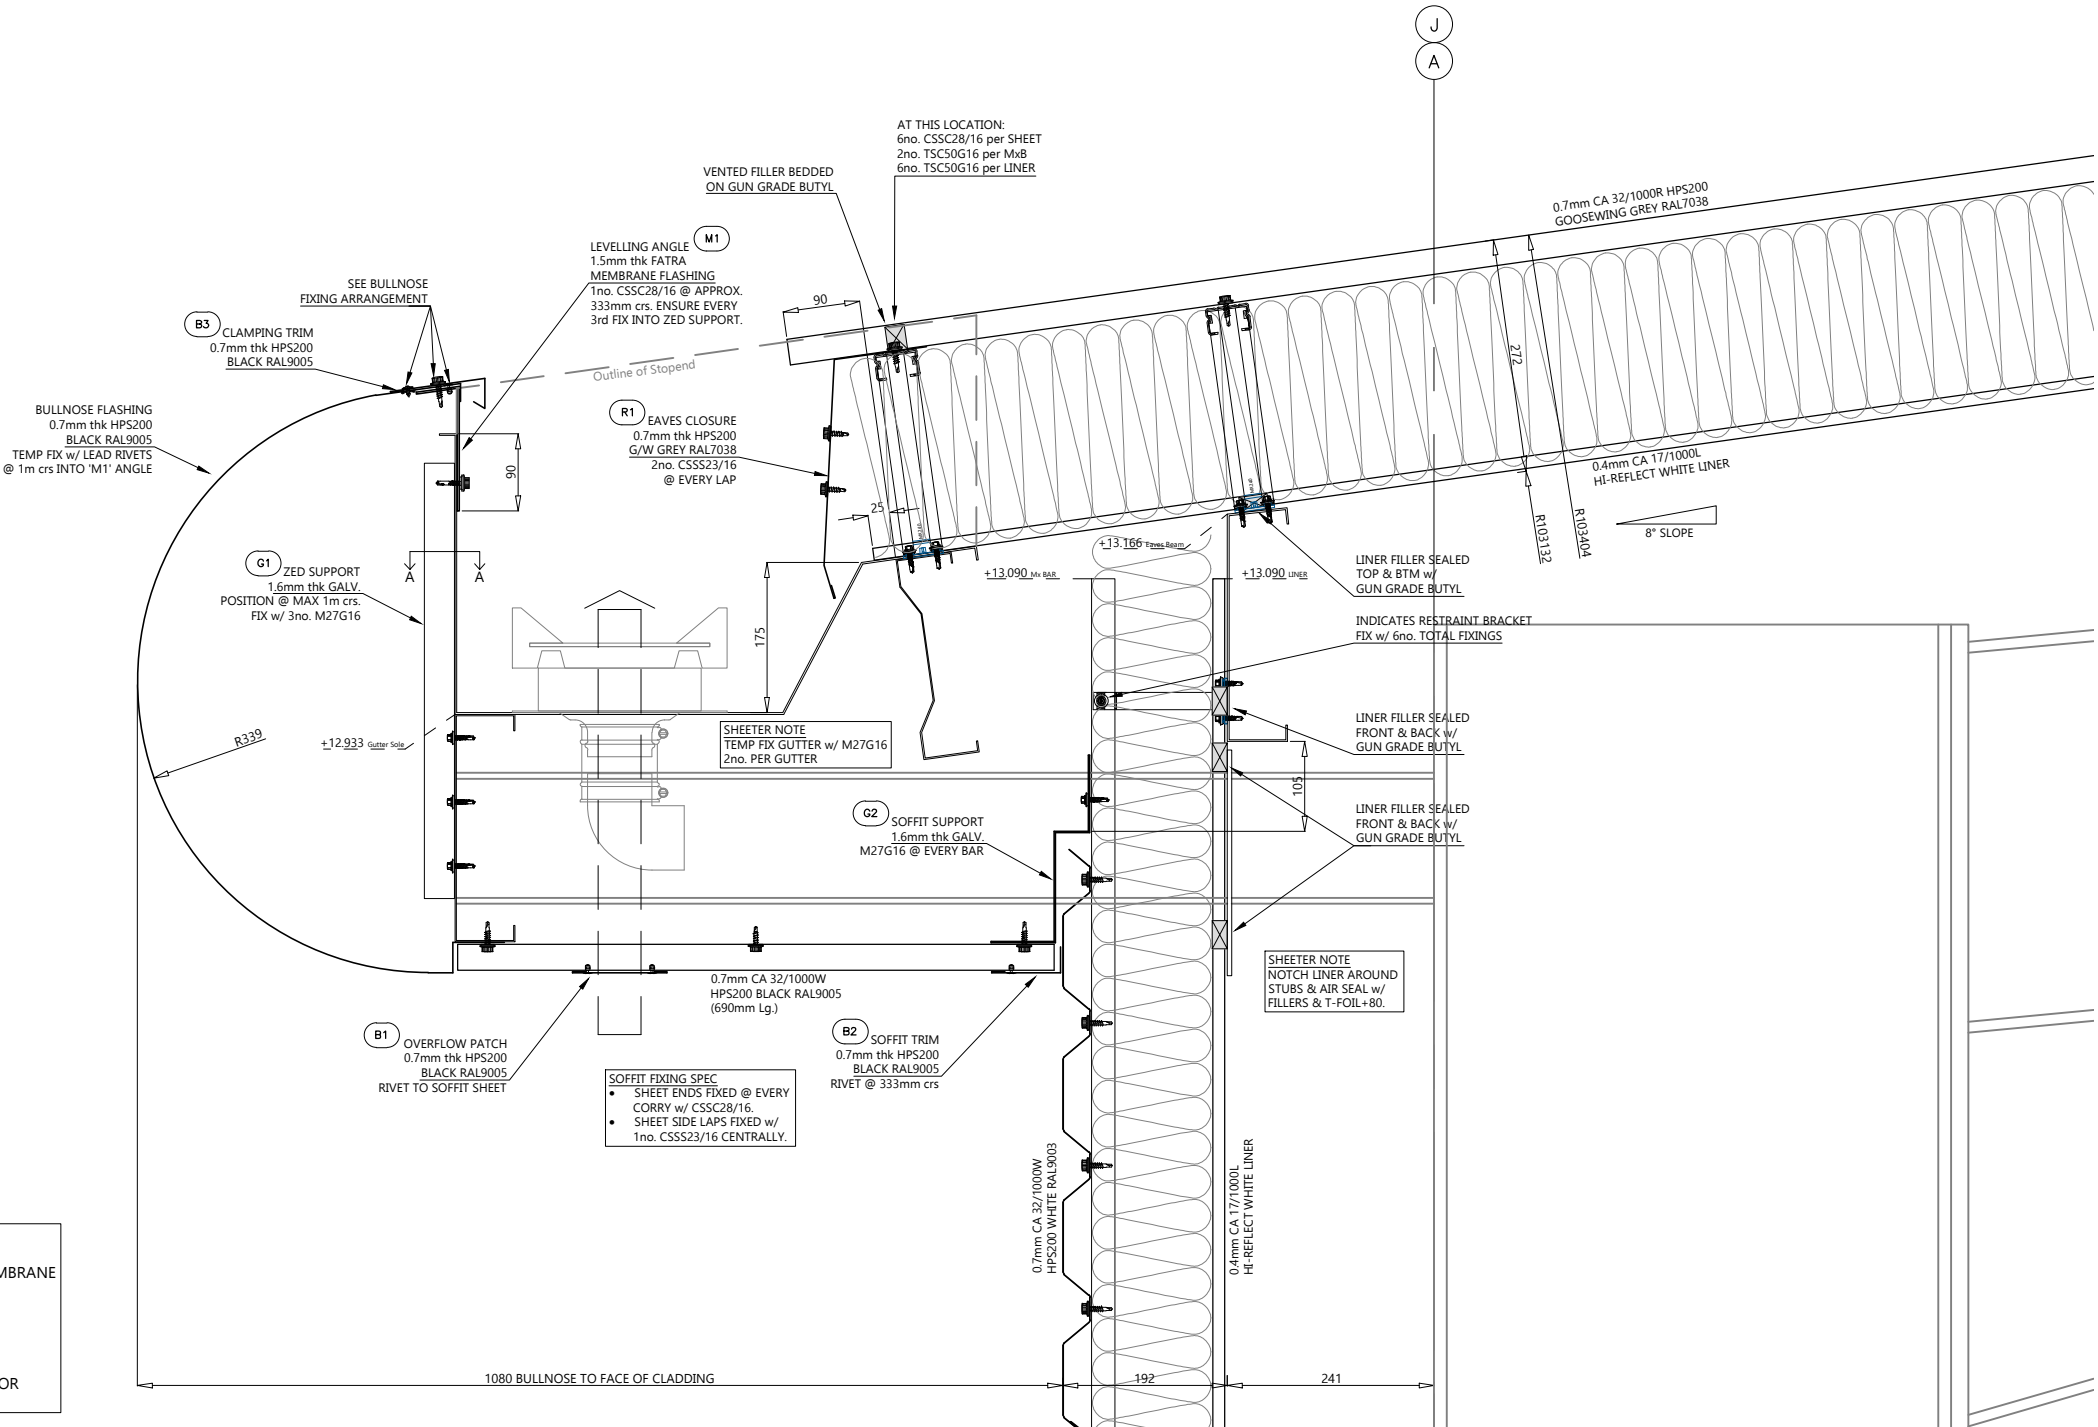 J
A
AT THIS LOCATION:
6no. CSSC28/16 per SHEET
2no. TSC50G16 per MxB
6no. TSC50G16 per LINER
VENTED FILLER BEDDED
ON GUN GRADE BUTYL
0.7mm CA 32/1000R HPS200
GOOSEWING GREY RAL7038
M1
LEVELLING ANGLE
1.5mm thk FATRA
MEMBRANE FLASHING
1no. CSSC28/16 @ APPROX.
333mm crs. ENSURE EVERY
3rd FIX INTO ZED SUPPORT.
SEE BULLNOSE
FIXING ARRANGEMENT
90
B3
CLAMPING TRIM
0.7mm thk HPS200
BLACK RAL9005
Outline of Stopend
272
BULLNOSE FLASHING
0.7mm thk HPS200
BLACK RAL9005
TEMP FIX w/ LEAD RIVETS
@ 1m crs INTO 'M1' ANGLE
R1
EAVES CLOSURE
0.7mm thk HPS200
G/W GREY RAL7038
2no. CSSS23/16
@ EVERY LAP
90
25
0.4mm CA 17/1000L
HI-REFLECT WHITE LINER
R103132
R103404
8° SLOPE
+13.166 Eaves Beam
+13.090 Mx BAR
+13.090 LINER
LINER FILLER SEALED
TOP & BTM w/
GUN GRADE BUTYL
G1
ZED SUPPORT
1.6mm thk GALV.
POSITION @ MAX 1m crs.
FIX w/ 3no. M27G16
A
A
175
INDICATES RESTRAINT BRACKET
FIX w/ 6no. TOTAL FIXINGS
R339
+12.933 Gutter Sole
SHEETER NOTE
TEMP FIX GUTTER w/ M27G16
2no. PER GUTTER
LINER FILLER SEALED
FRONT & BACK w/
GUN GRADE BUTYL
105
G2
SOFFIT SUPPORT
1.6mm thk GALV.
M27G16 @ EVERY BAR
LINER FILLER SEALED
FRONT & BACK w/
GUN GRADE BUTYL
SHEETER NOTE
NOTCH LINER AROUND
STUBS & AIR SEAL w/
FILLERS & T-FOIL+80.
0.7mm CA 32/1000W
HPS200 BLACK RAL9005
(690mm Lg.)
B1
OVERFLOW PATCH
0.7mm thk HPS200
BLACK RAL9005
RIVET TO SOFFIT SHEET
B2
SOFFIT TRIM
0.7mm thk HPS200
BLACK RAL9005
RIVET @ 333mm crs
SOFFIT FIXING SPEC
• SHEET ENDS FIXED @ EVERY
CORRY w/ CSSC28/16.
• SHEET SIDE LAPS FIXED w/
1no. CSSS23/16 CENTRALLY.
0.7mm CA 32/1000W
HPS200 WHITE RAL9003
0.4mm CA 17/1000L
HI-REFLECT WHITE LINER
MBRANE
OR
1080 BULLNOSE TO FACE OF CLADDING
192
241